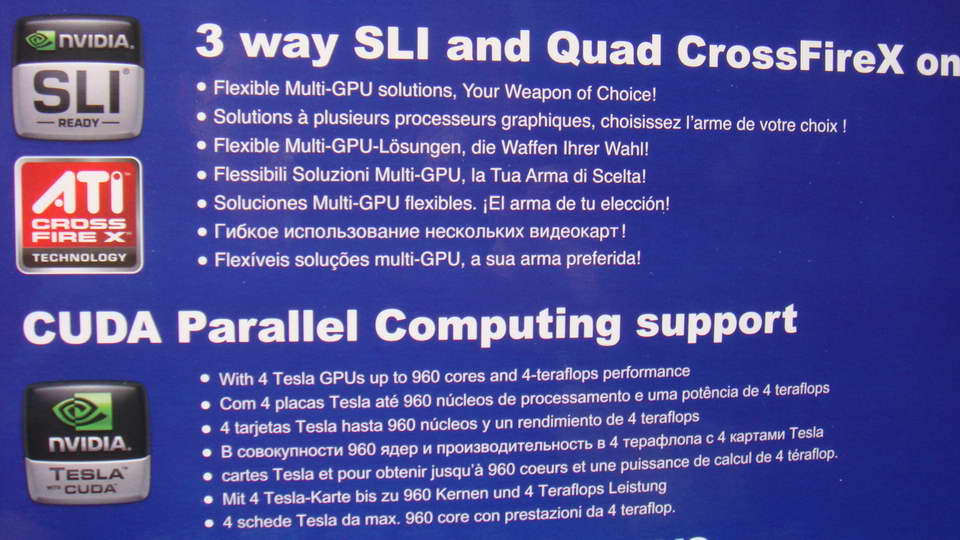 NVIDIA.
SLI®
READY
3 way SLI and Quad CrossFireX on
• Flexible Multi-GPU solutions, Your Weapon of Choice!
• Solutions à plusieurs processeurs graphiques, choisissez l'arme de votre choix !
• Flexible Multi-GPU-Lösungen, die Waffen Ihrer Wahl!
• Flessibili Soluzioni Multi-GPU, la Tua Arma di Scelta!
• Soluciones Multi-GPU flexibles. ¡El arma de tu elección!
• Гибкое использование нескольких видеокарт!
• Flexíveis soluções multi-GPU, a sua arma preferida!
ATI™
CROSS
FIRE X™
TECHNOLOGY
CUDA Parallel Computing support
NVIDIA.
TESLA™
WITH CUDA™
• With 4 Tesla GPUs up to 960 cores and 4-teraflops performance
• Com 4 placas Tesla até 960 núcleos de processamento e uma potência de 4 teraflops
• 4 tarjetas Tesla hasta 960 núcleos y un rendimiento de 4 teraflops
• В совокупности 960 ядер и производительность в 4 терафлопа с 4 картами Tesla
• cartes Tesla et pour obtenir jusqu'à 960 coeurs et une puissance de calcul de 4 téraflop.
• Mit 4 Tesla-Karte bis zu 960 Kernen und 4 Teraflops Leistung
• 4 schede Tesla da max. 960 core con prestazioni da 4 teraflop.